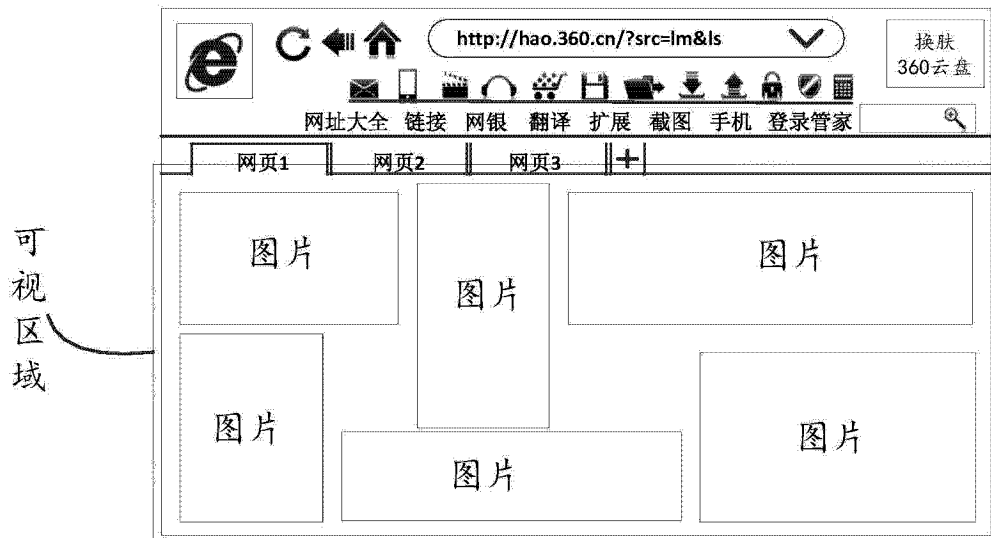 http://hao.360.cn/?src=lm&ls
换肤
360云盘
网址大全 链接 网银 翻译 扩展 截图 手机 登录管家
网页1 网页2 网页3 +
可视区域
图片
图片
图片
图片
图片
图片